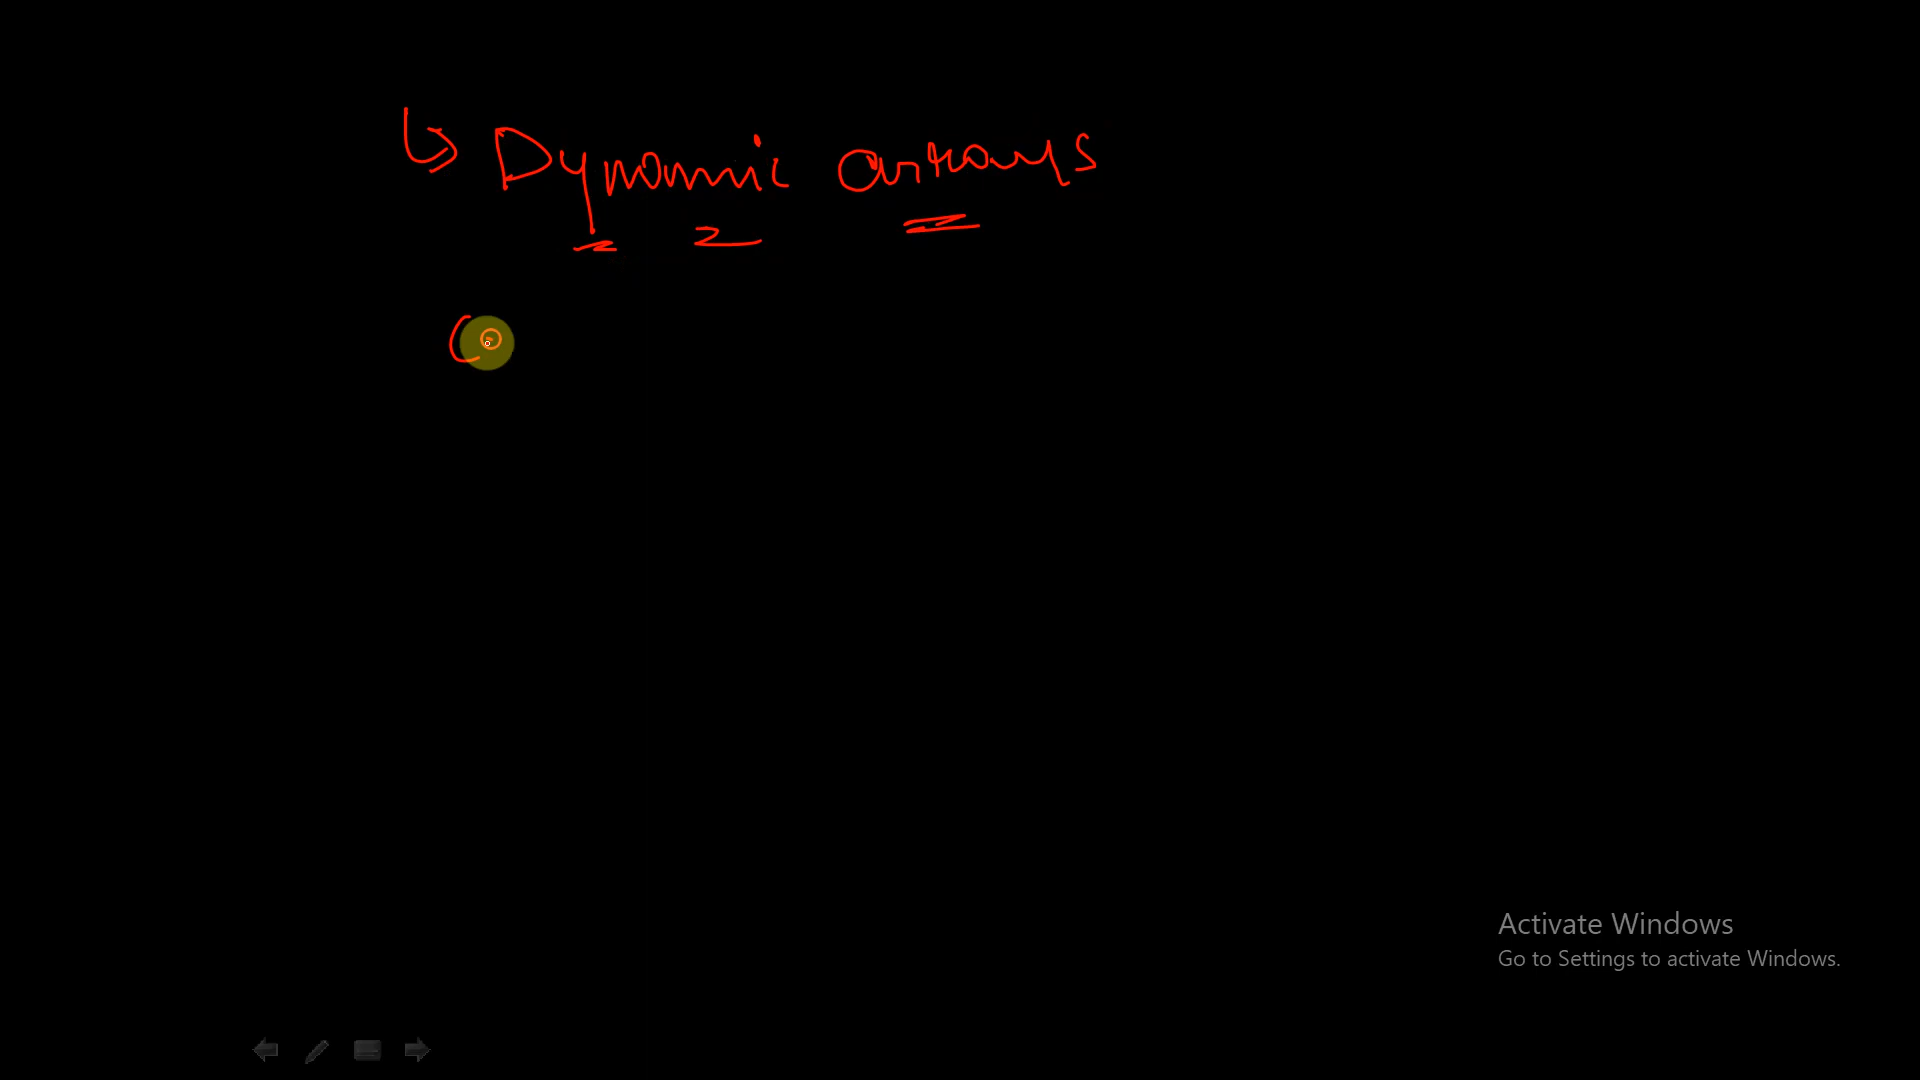 ↳ Dynamic arrays
Activate Windows
Go to Settings to activate Windows.